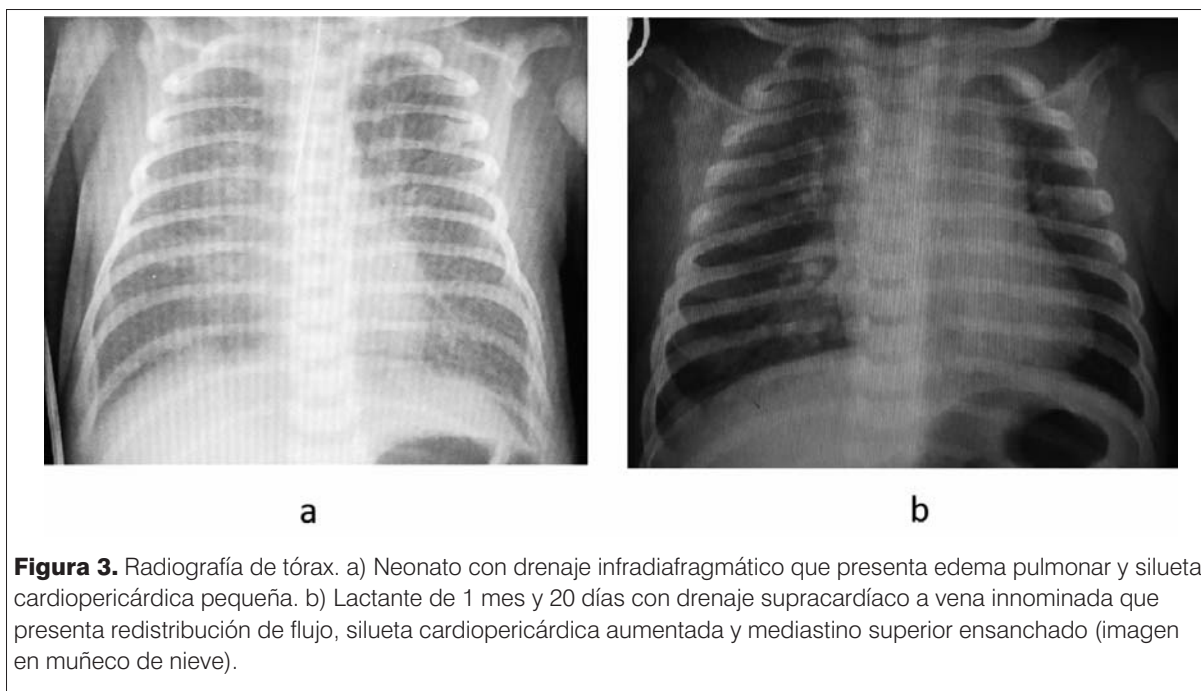 a
b
Figura 3. Radiografía de tórax. a) Neonato con drenaje infradiafragmático que presenta edema pulmonar y silueta
cardiopericárdica pequeña. b) Lactante de 1 mes y 20 días con drenaje supracardíaco a vena innominada que
presenta redistribución de flujo, silueta cardiopericárdica aumentada y mediastino superior ensanchado (imagen
en muñeco de nieve).